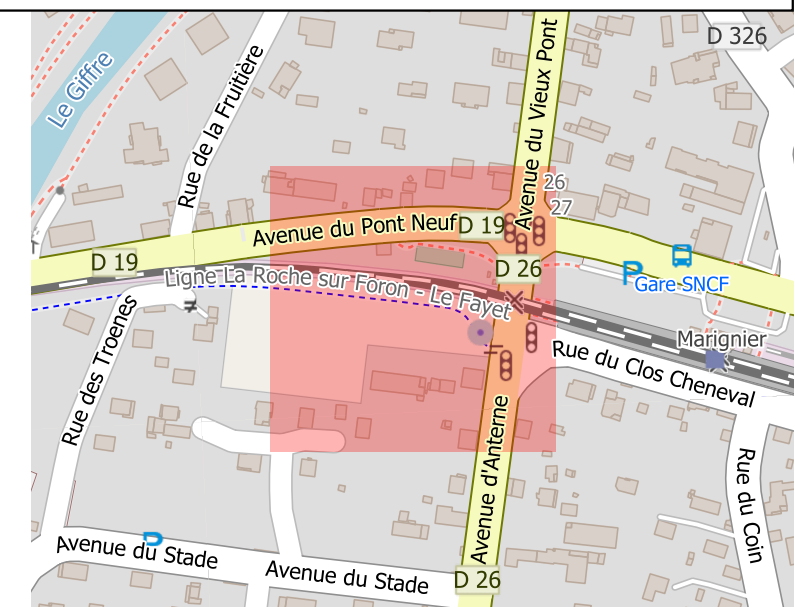 D 326
Le Giffre
Rue de la Fruitière
Avenue du Vieux Pont
26
27
Avenue du Pont Neuf
D 19
D 19
D 26
Ligne La Roche sur Foron - Le Fayet
Gare SNCF
Marignier
Rue des Troenes
Rue du Clos Cheneval
Avenue d'Anterne
Rue du Coin
Avenue du Stade
Avenue du Stade
D 26